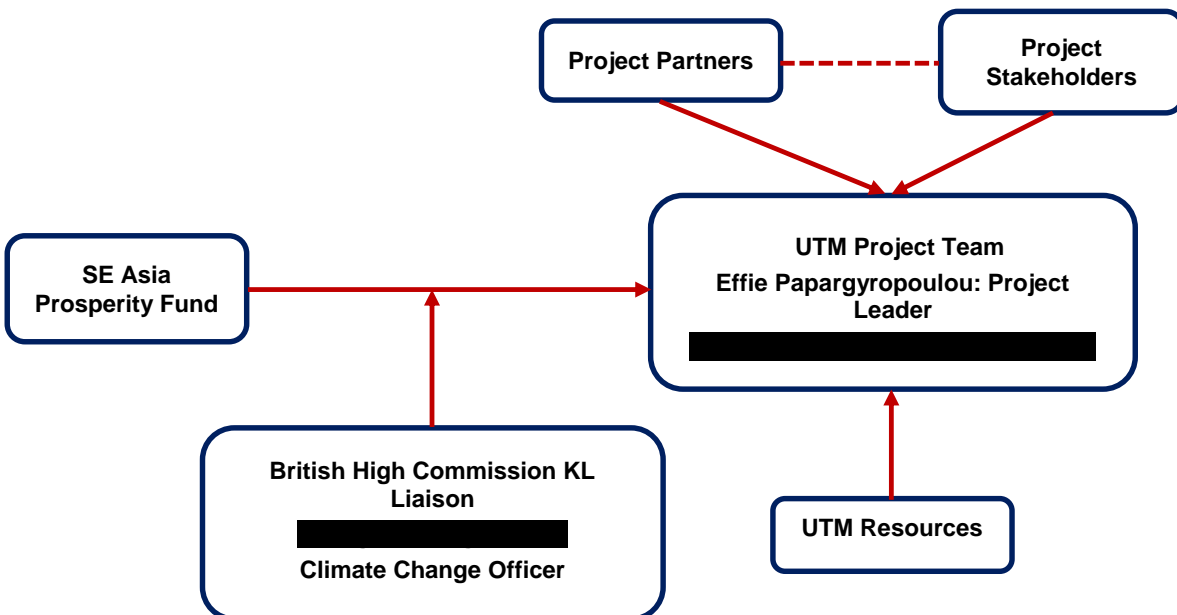 Project Partners
Project
Stakeholders
UTM Project Team
Effie Papargyropoulou: Project
Leader
SE Asia
Prosperity Fund
British High Commission KL
Liaison
Climate Change Officer
UTM Resources